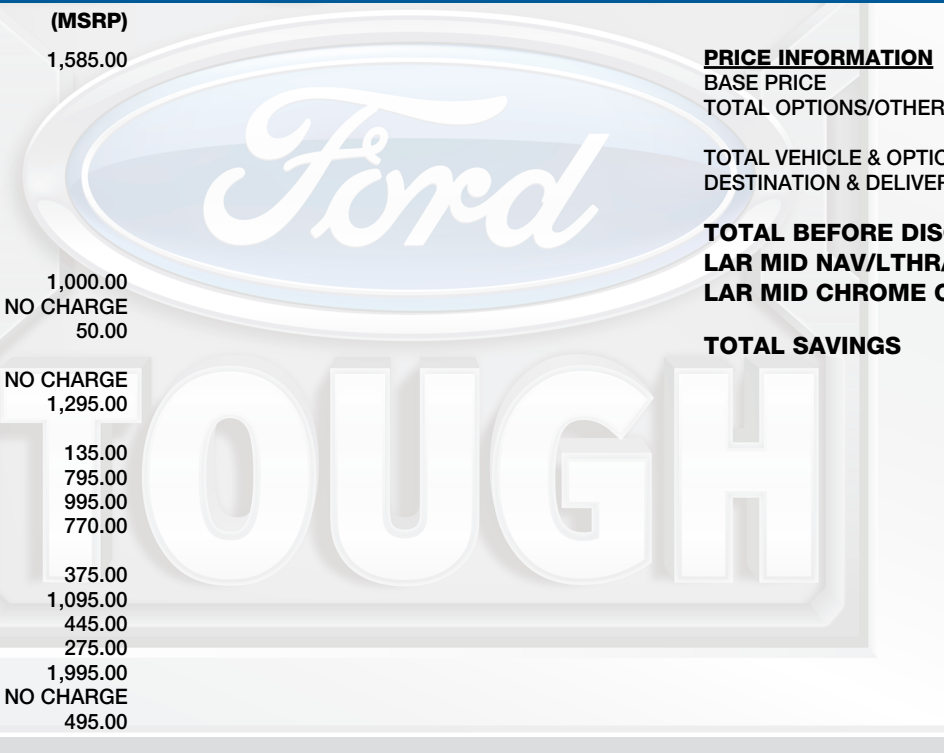 (MSRP)
1,585.00
1,000.00
NO CHARGE
50.00
NO CHARGE
1,295.00
135.00
795.00
995.00
770.00
375.00
1,095.00
445.00
275.00
1,995.00
NO CHARGE
495.00
PRICE INFORMATION
BASE PRICE
TOTAL OPTIONS/OTHER
TOTAL VEHICLE & OPTIO
DESTINATION & DELIVER
TOTAL BEFORE DISC
LAR MID NAV/LTHR/
LAR MID CHROME C
TOTAL SAVINGS
Ford
TOUGH